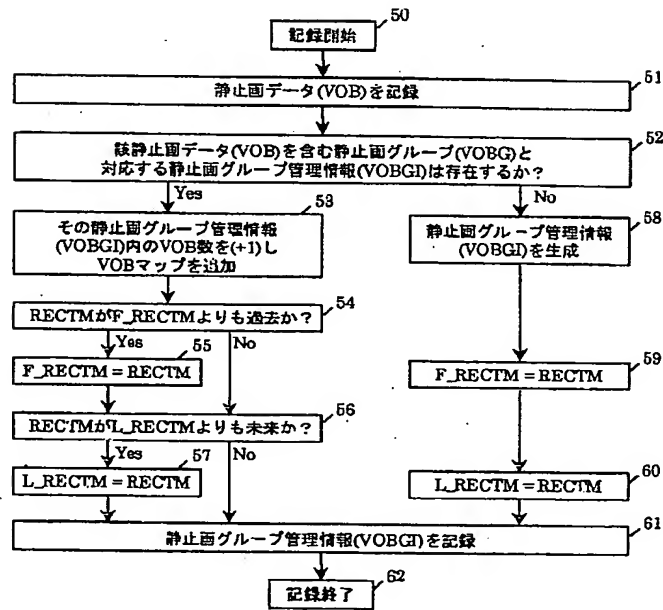 50
記録開始
51
静止画データ(VOB)を記録
52
該静止画データ(VOB)を含む静止画グループ(VOBG)と
対応する静止画グループ管理情報(VOBGI)は存在するか?
Yes
No
53
その静止画グループ管理情報
(VOBGI)内のVOB数を(+1)し
VOBマップを追加
58
静止画グループ管理情報
(VOBGI)を生成
54
RECTMがF_RECTMよりも過去か?
Yes
No
55
F_RECTM=RECTM
59
F_RECTM=RECTM
56
RECTMがL_RECTMよりも未来か?
Yes
No
57
L_RECTM=RECTM
60
L_RECTM=RECTM
61
静止画グループ管理情報(VOBGI)を記録
62
記録終了